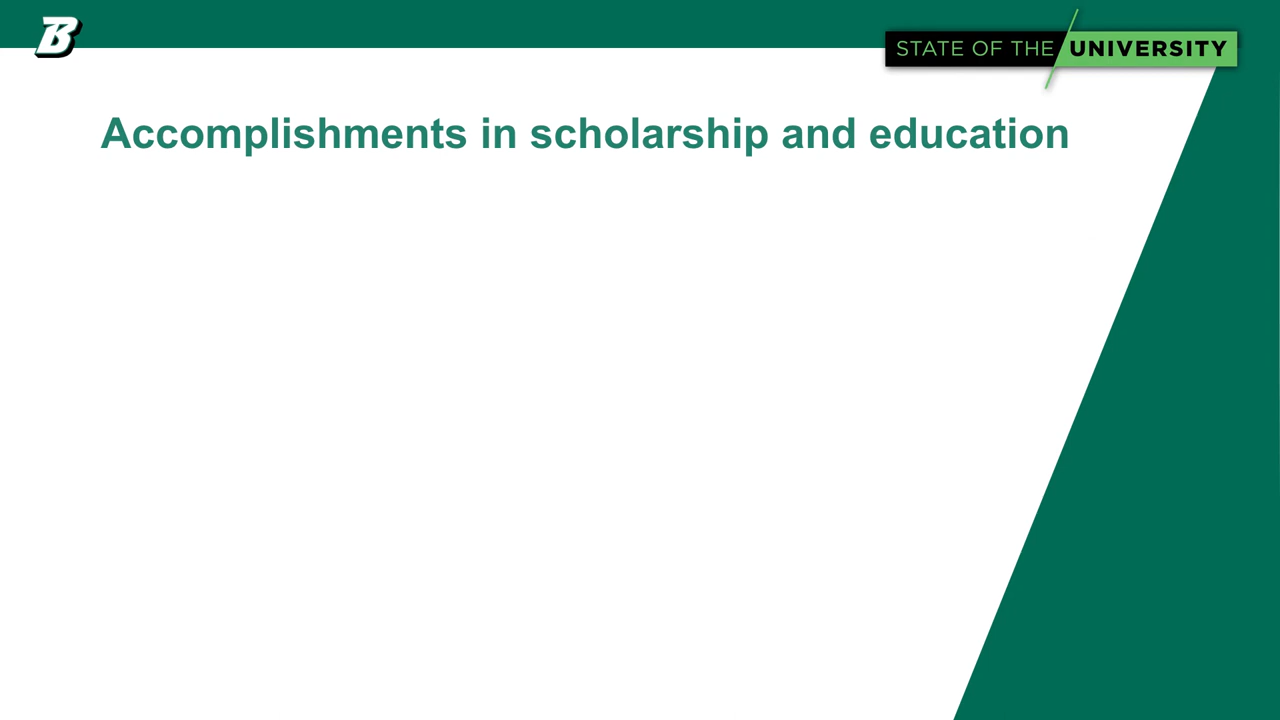 B
STATE OF THE UNIVERSITY
Accomplishments in scholarship and education